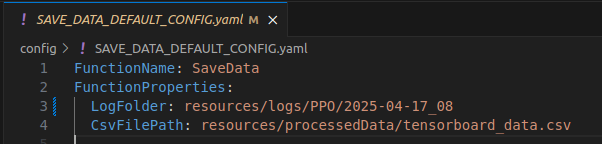 ! SAVE_DATA_DEFAULT_CONFIG.yaml M ×
config > ! SAVE_DATA_DEFAULT_CONFIG.yaml
1 FunctionName: SaveData
2 FunctionProperties:
3 LogFolder: resources/logs/PPO/2025-04-17_08
4 CsvFilePath: resources/processedData/tensorboard_data.csv
5